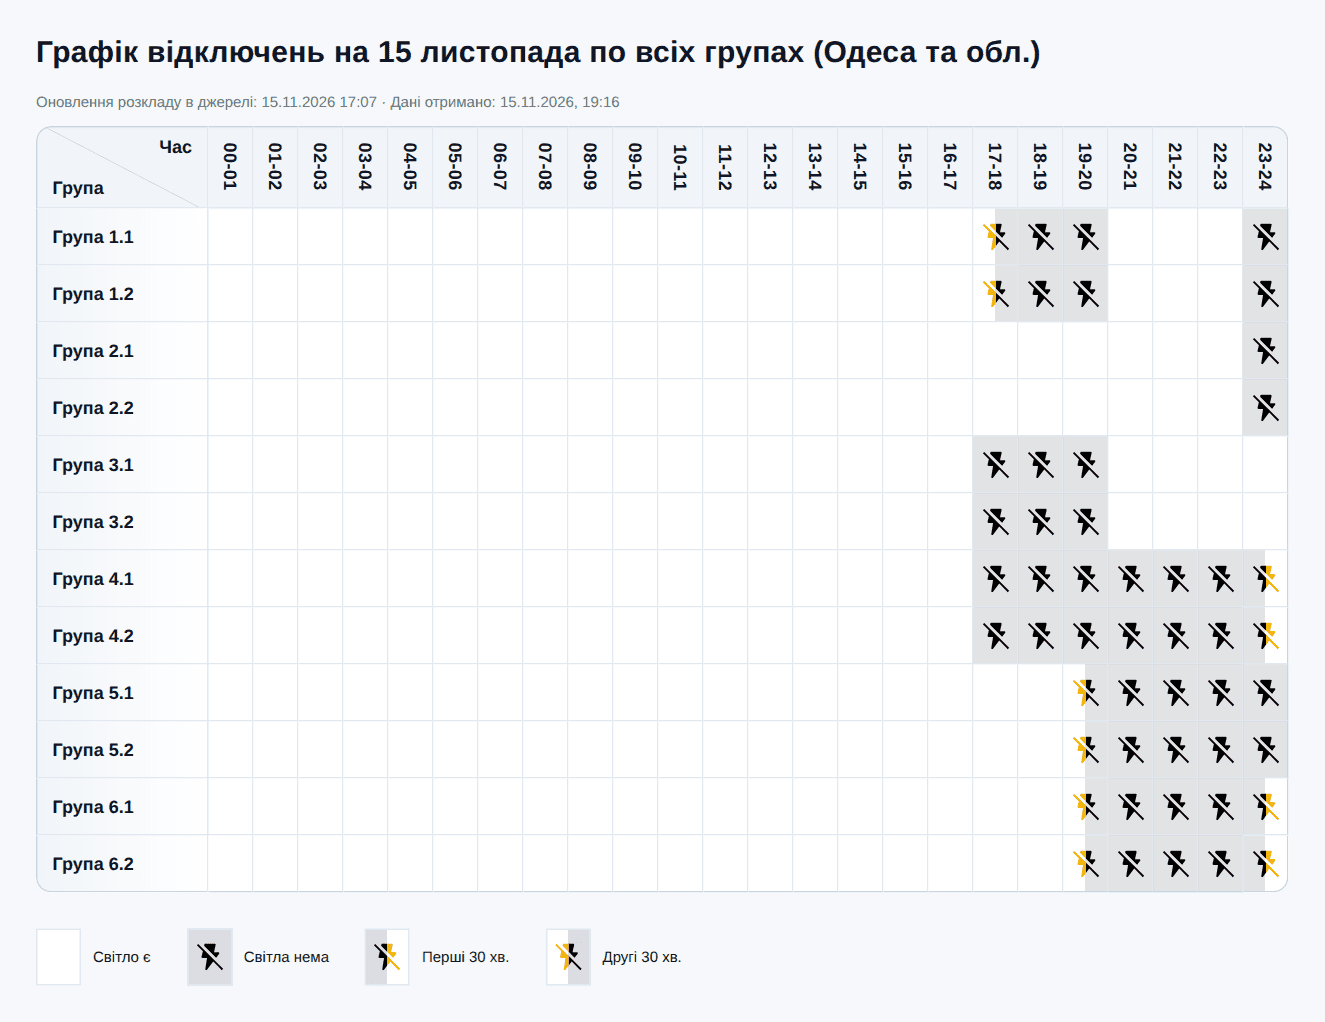 Графік відключень на 15 листопада по всіх групах (Одеса та обл.)
Оновлення розкладу в джерелі: 15.11.2026 17:07 · Дані отримано: 15.11.2026, 19:16
Час
Група
00-01 01-02 02-03 03-04 04-05 05-06 06-07 07-08 08-09 09-10 10-11 11-12 12-13 13-14 14-15 15-16 16-17 17-18 18-19 19-20 20-21 21-22 22-23 23-24
Група 1.1
Група 1.2
Група 2.1
Група 2.2
Група 3.1
Група 3.2
Група 4.1
Група 4.2
Група 5.1
Група 5.2
Група 6.1
Група 6.2
Світло є Світла нема Перші 30 хв. Другі 30 хв.